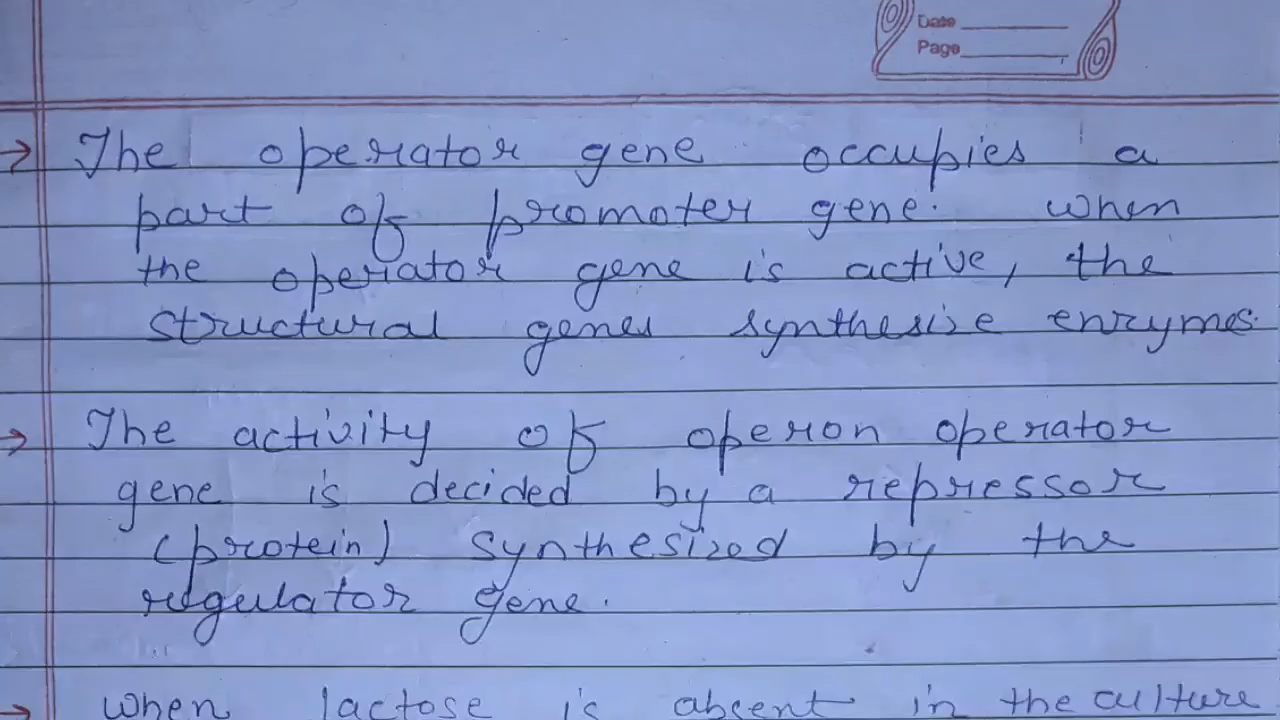 Date
Page
→ The operator gene occupies a
part of promoter gene. when
the operator gene is active, the
structural genes synthesize enzymes.
→ The activity of operon operator
gene is decided by a repressor
(protein) synthesized by the
regulator gene.
→ when lactose is absent in the culture